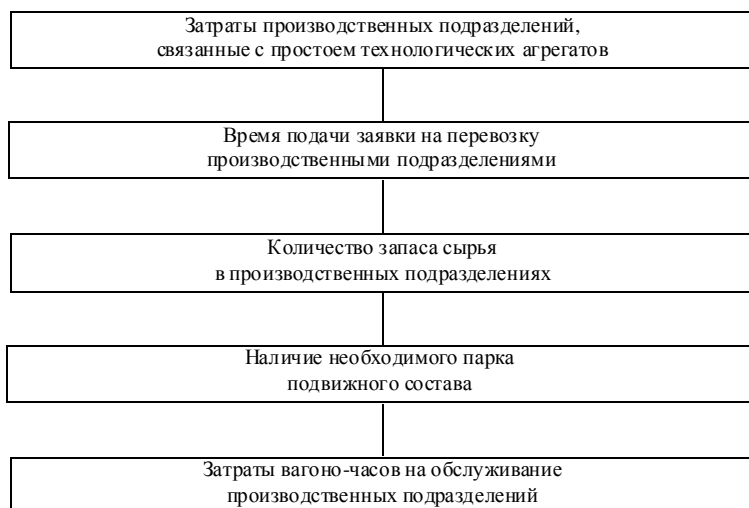 Затраты производственных подразделений,
связанные с простоем технологических агрегатов
Время подачи заявки на перевозку
производственными подразделениями
Количество запаса сырья
в производственных подразделениях
Наличие необходимого парка
подвижного состава
Затраты вагоно-часов на обслуживание
производственных подразделений